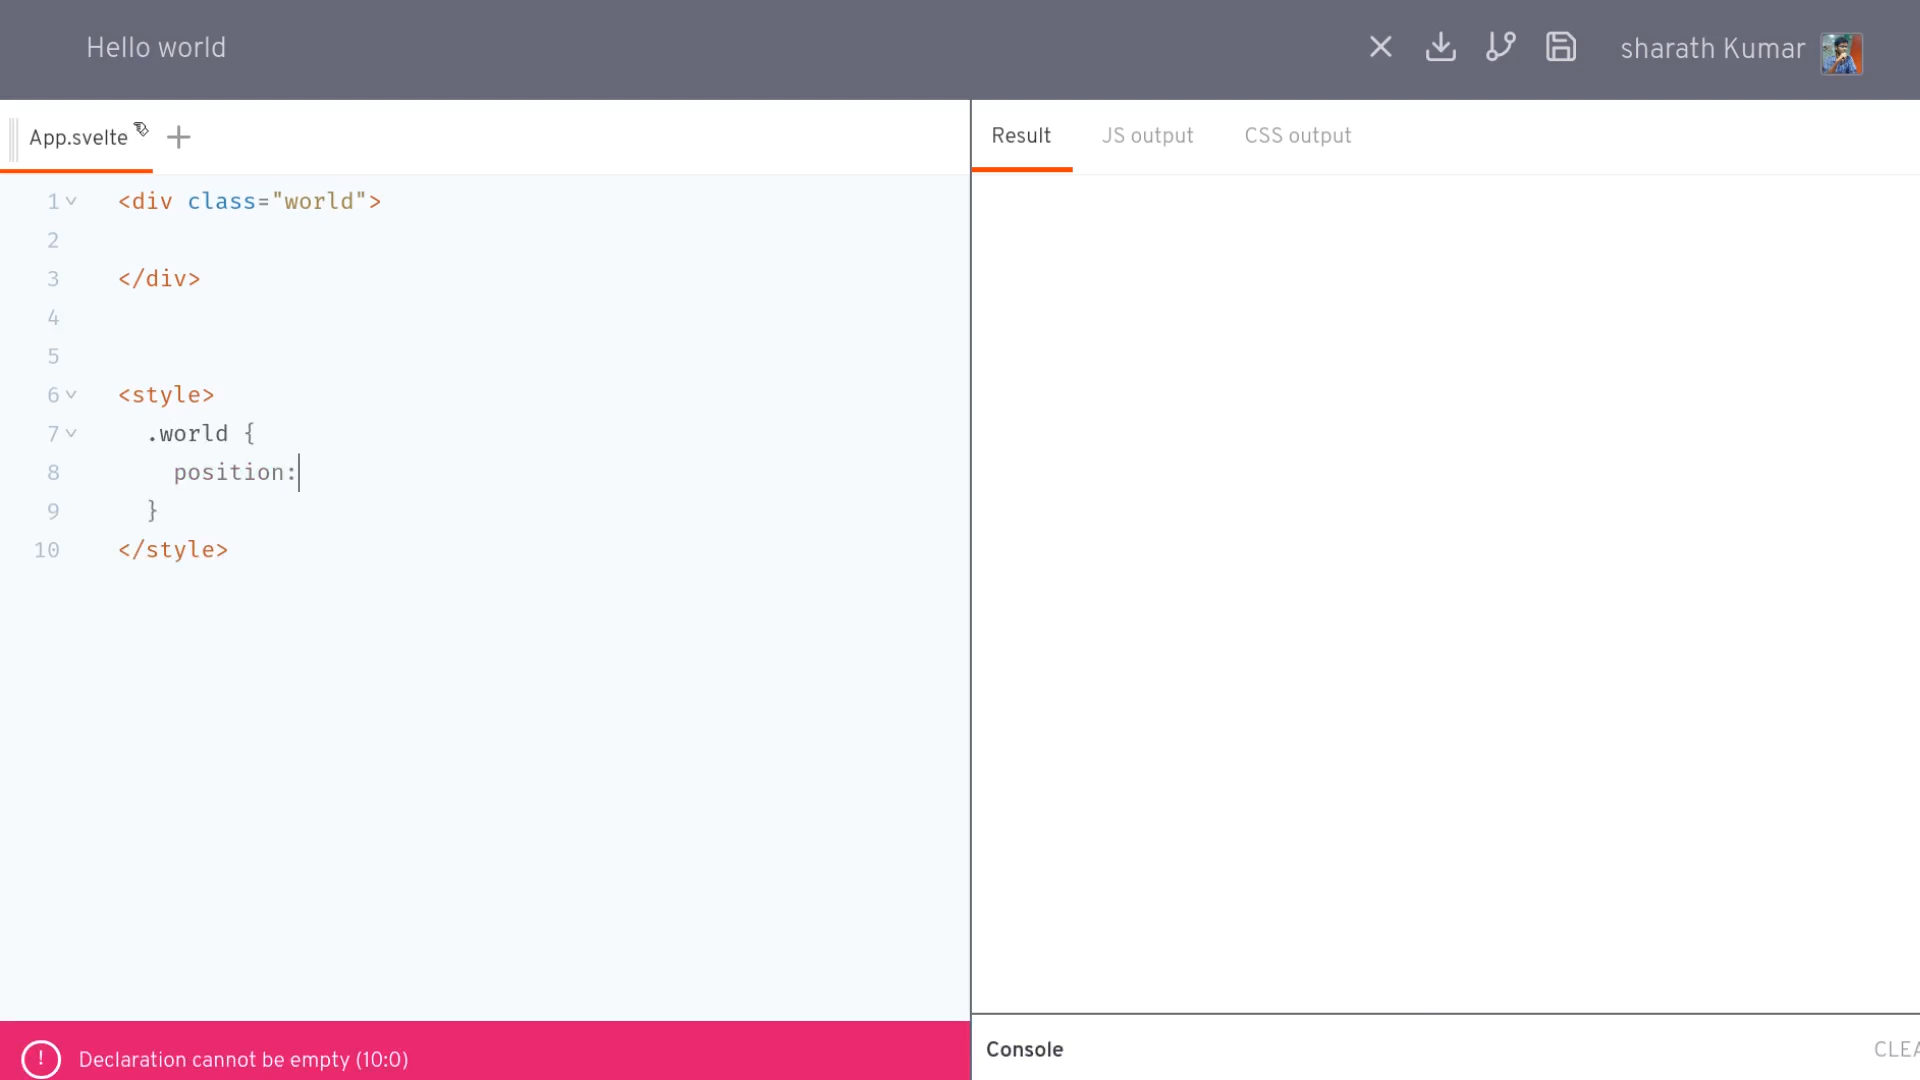 Hello world
sharath Kumar
App.svelte
Result JS output CSS output
1 <div class="world">
2
3 </div>
4
5
6 <style>
7 .world {
8 position:
9 }
10 </style>
! Declaration cannot be empty (10:0)
Console
CLEA